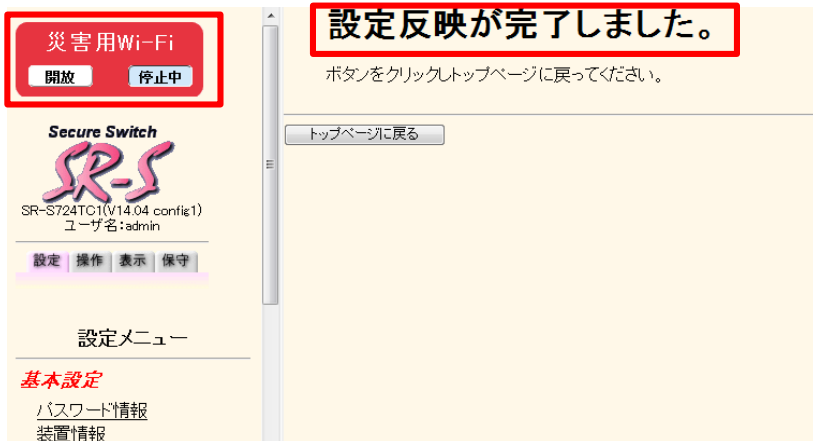 災害用Wi-Fi
開放 停止中
Secure Switch
SR-S
SR-S724TC1(V14.04 config1)
ユーザ名:admin
設定 操作 表示 保守
設定メニュー
基本設定
パスワード情報
装置情報
設定反映が完了しました。
ボタンをクリックしトップページに戻ってください。
トップページに戻る